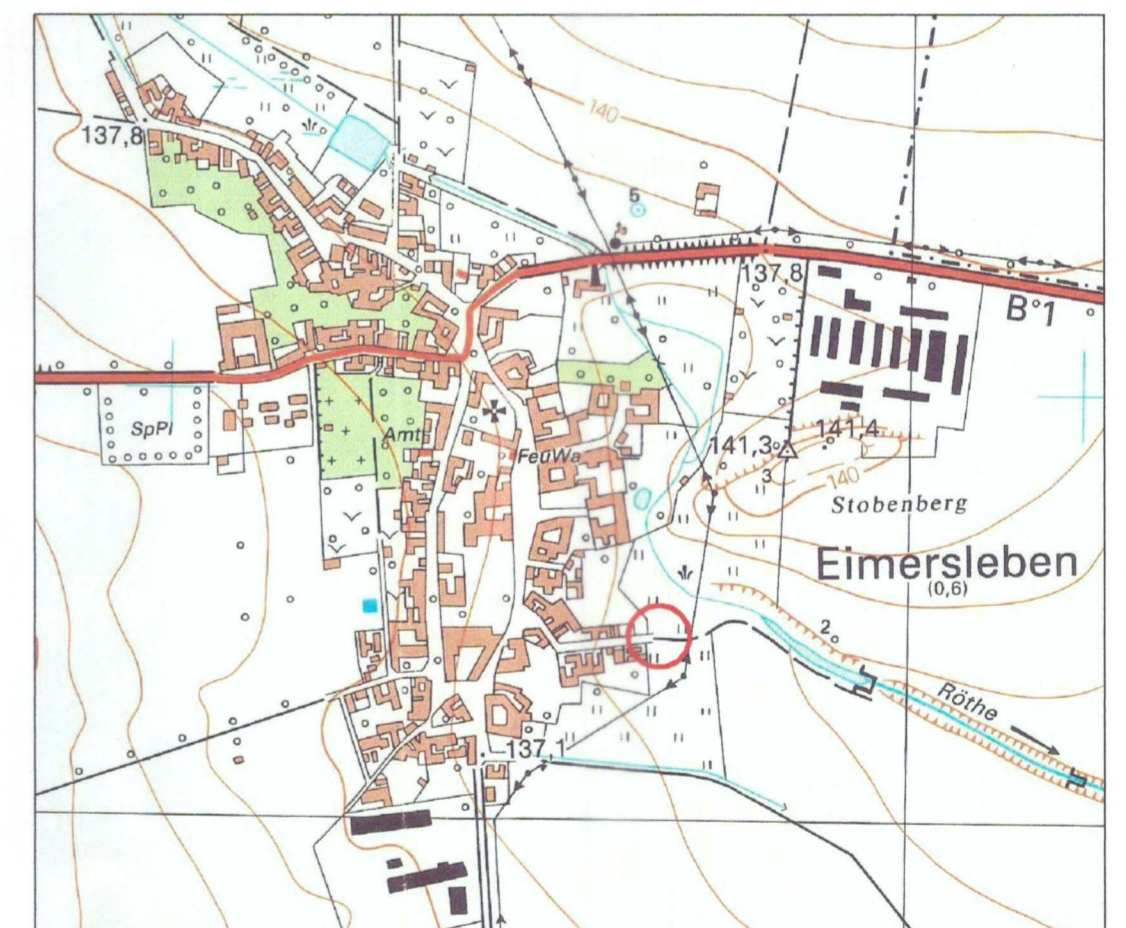 140
137,8
5
137,8
B 1
SpPl
Amt
FeuWa
141,3
141,4
3
140
Stobenberg
Eimersleben
(0,6)
2
Röthe
137,1